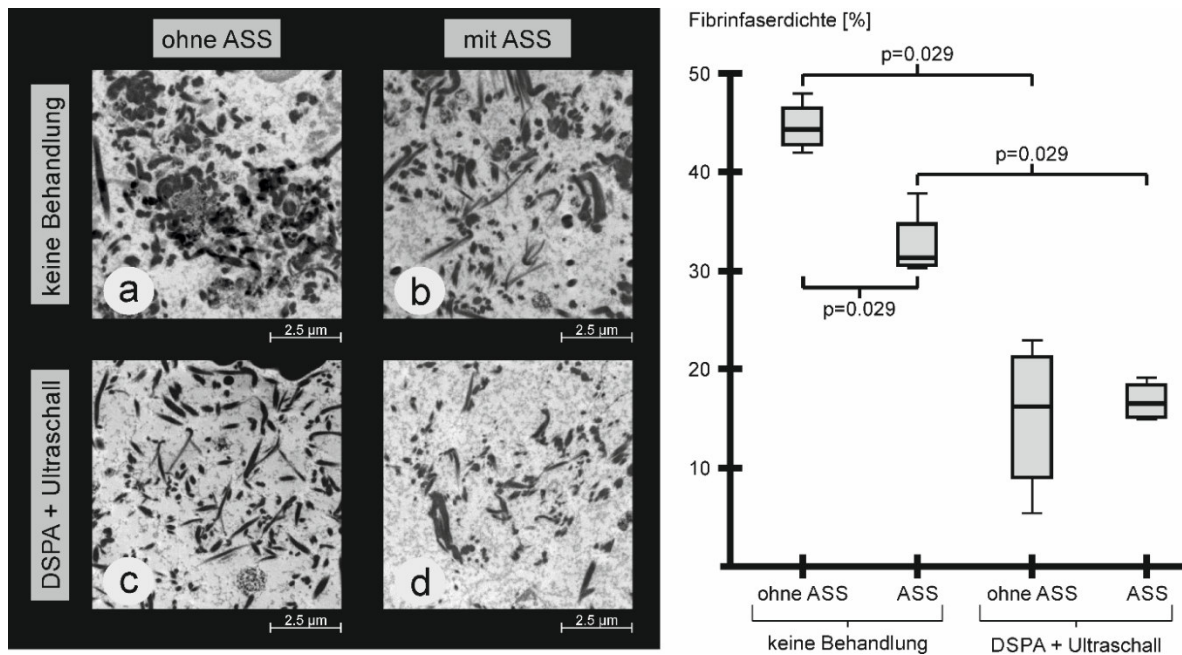 ohne ASS
mit ASS
keine Behandlung
a
2.5 µm
b
2.5 µm
DSPA + Ultraschall
c
2.5 µm
d
2.5 µm
Fibrinfaserdichte [%]
50
40
30
20
10
p=0.029
p=0.029
p=0.029
ohne ASS
ASS
ohne ASS
ASS
keine Behandlung
DSPA + Ultraschall